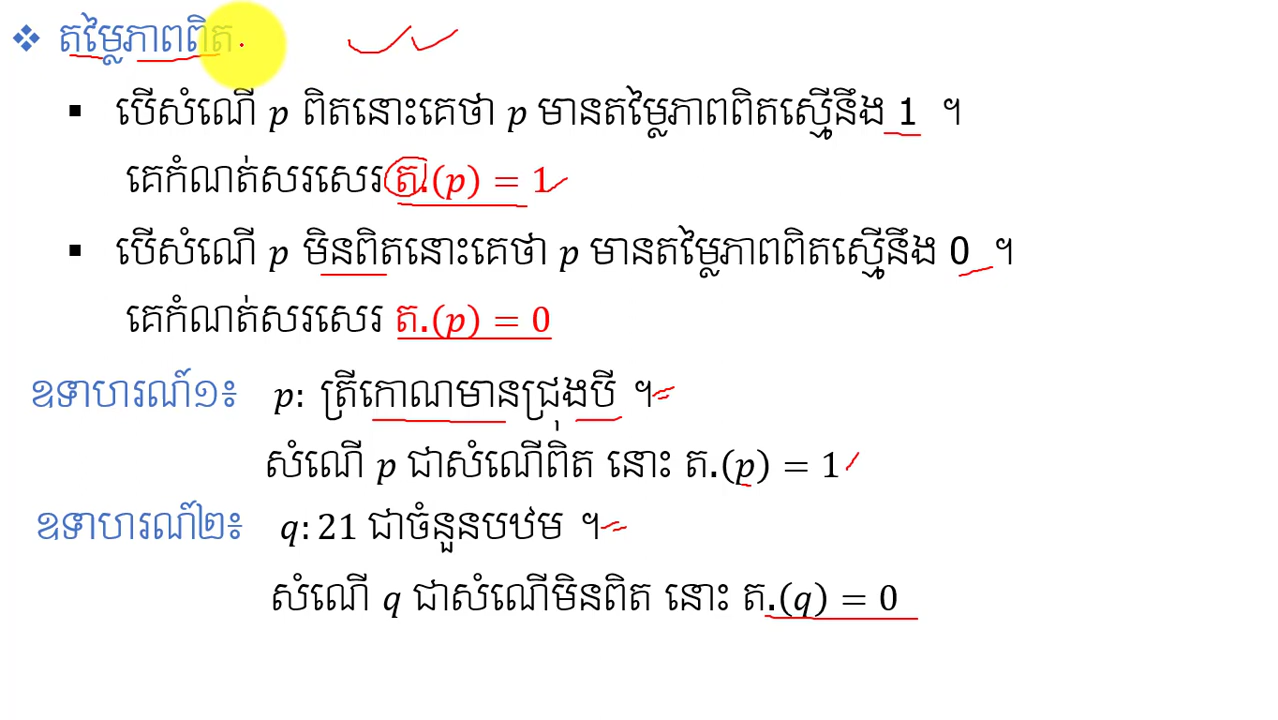 ❖ តម្លៃភាពពិត
▪ បើសំណើ p ពិតនោះគេថា p មានតម្លៃភាពពិតស្មើនឹង 1 ។
គេកំណត់សរសេរ ត.(p) = 1
▪ បើសំណើ p មិនពិតនោះគេថា p មានតម្លៃភាពពិតស្មើនឹង 0 ។
គេកំណត់សរសេរ ត.(p) = 0
ឧទាហរណ៍១៖ p: ត្រីកោណមានជ្រុងបី ។
សំណើ p ជាសំណើពិត នោះ ត.(p) = 1
ឧទាហរណ៍២៖ q: 21 ជាចំនួនបឋម ។
សំណើ q ជាសំណើមិនពិត នោះ ត.(q) = 0